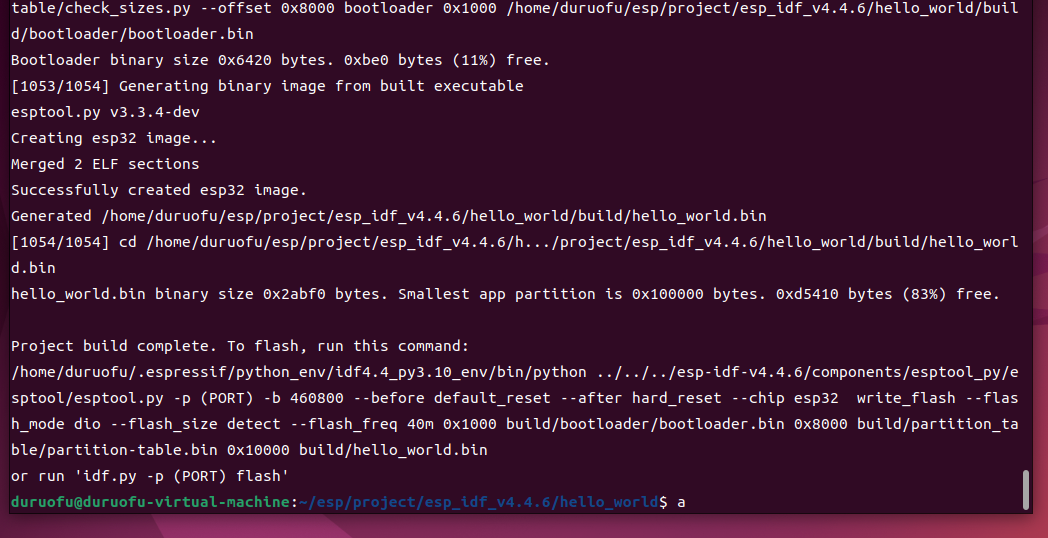 table/check_sizes.py --offset 0x8000 bootloader 0x1000 /home/duruofu/esp/project/esp_idf_v4.4.6/hello_world/buil
d/bootloader/bootloader.bin
Bootloader binary size 0x6420 bytes. 0xbe0 bytes (11%) free.
[1053/1054] Generating binary image from built executable
esptool.py v3.3.4-dev
Creating esp32 image...
Merged 2 ELF sections
Successfully created esp32 image.
Generated /home/duruofu/esp/project/esp_idf_v4.4.6/hello_world/build/hello_world.bin
[1054/1054] cd /home/duruofu/esp/project/esp_idf_v4.4.6/h.../project/esp_idf_v4.4.6/hello_world/build/hello_worl
d.bin
hello_world.bin binary size 0x2abf0 bytes. Smallest app partition is 0x100000 bytes. 0xd5410 bytes (83%) free.

Project build complete. To flash, run this command:
/home/duruofu/.espressif/python_env/idf4.4_py3.10_env/bin/python ../../../esp-idf-v4.4.6/components/esptool_py/e
sptool/esptool.py -p (PORT) -b 460800 --before default_reset --after hard_reset --chip esp32  write_flash --flas
h_mode dio --flash_size detect --flash_freq 40m 0x1000 build/bootloader/bootloader.bin 0x8000 build/partition_ta
ble/partition-table.bin 0x10000 build/hello_world.bin
or run 'idf.py -p (PORT) flash'
duruofu@duruofu-virtual-machine:~/esp/project/esp_idf_v4.4.6/hello_world$ a